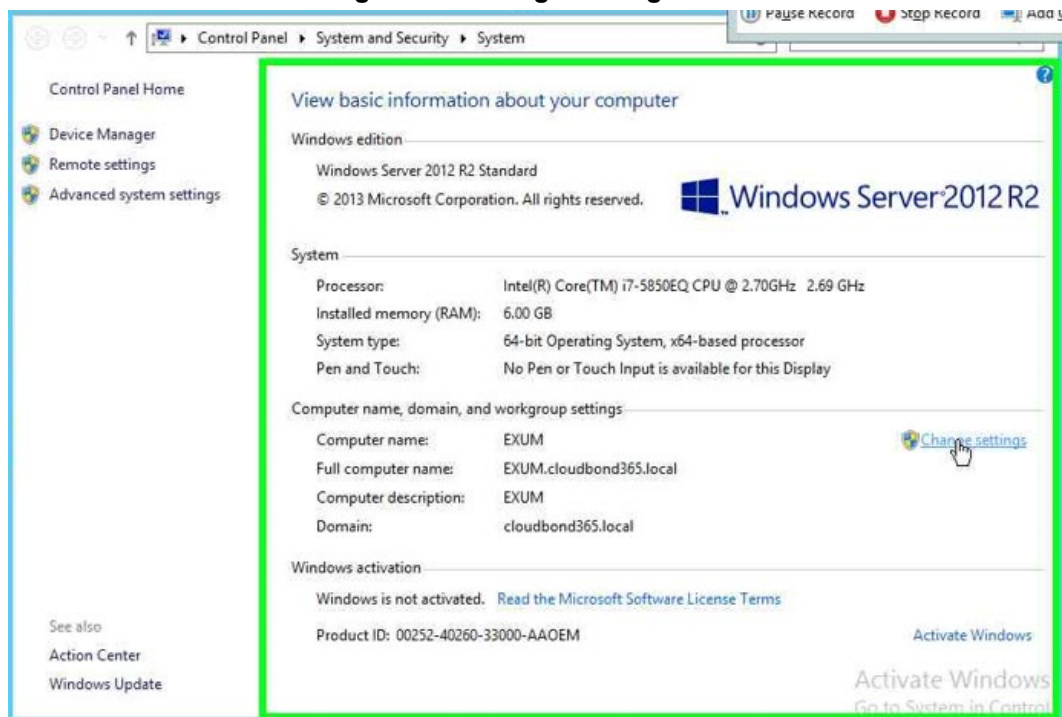 Pause Record Stop Record Add
Control Panel ▸ System and Security ▸ System
Control Panel Home
Device Manager
Remote settings
Advanced system settings
See also
Action Center
Windows Update
View basic information about your computer
Windows edition
Windows Server 2012 R2 Standard
© 2013 Microsoft Corporation. All rights reserved.
Windows Server 2012 R2
System
Processor: Intel(R) Core(TM) i7-5850EQ CPU @ 2.70GHz 2.69 GHz
Installed memory (RAM): 6.00 GB
System type: 64-bit Operating System, x64-based processor
Pen and Touch: No Pen or Touch Input is available for this Display
Computer name, domain, and workgroup settings
Computer name: EXUM Change settings
Full computer name: EXUM.cloudbond365.local
Computer description: EXUM
Domain: cloudbond365.local
Windows activation
Windows is not activated. Read the Microsoft Software License Terms
Product ID: 00252-40260-33000-AAOEM Activate Windows
Activate Windows
Go to System in Control